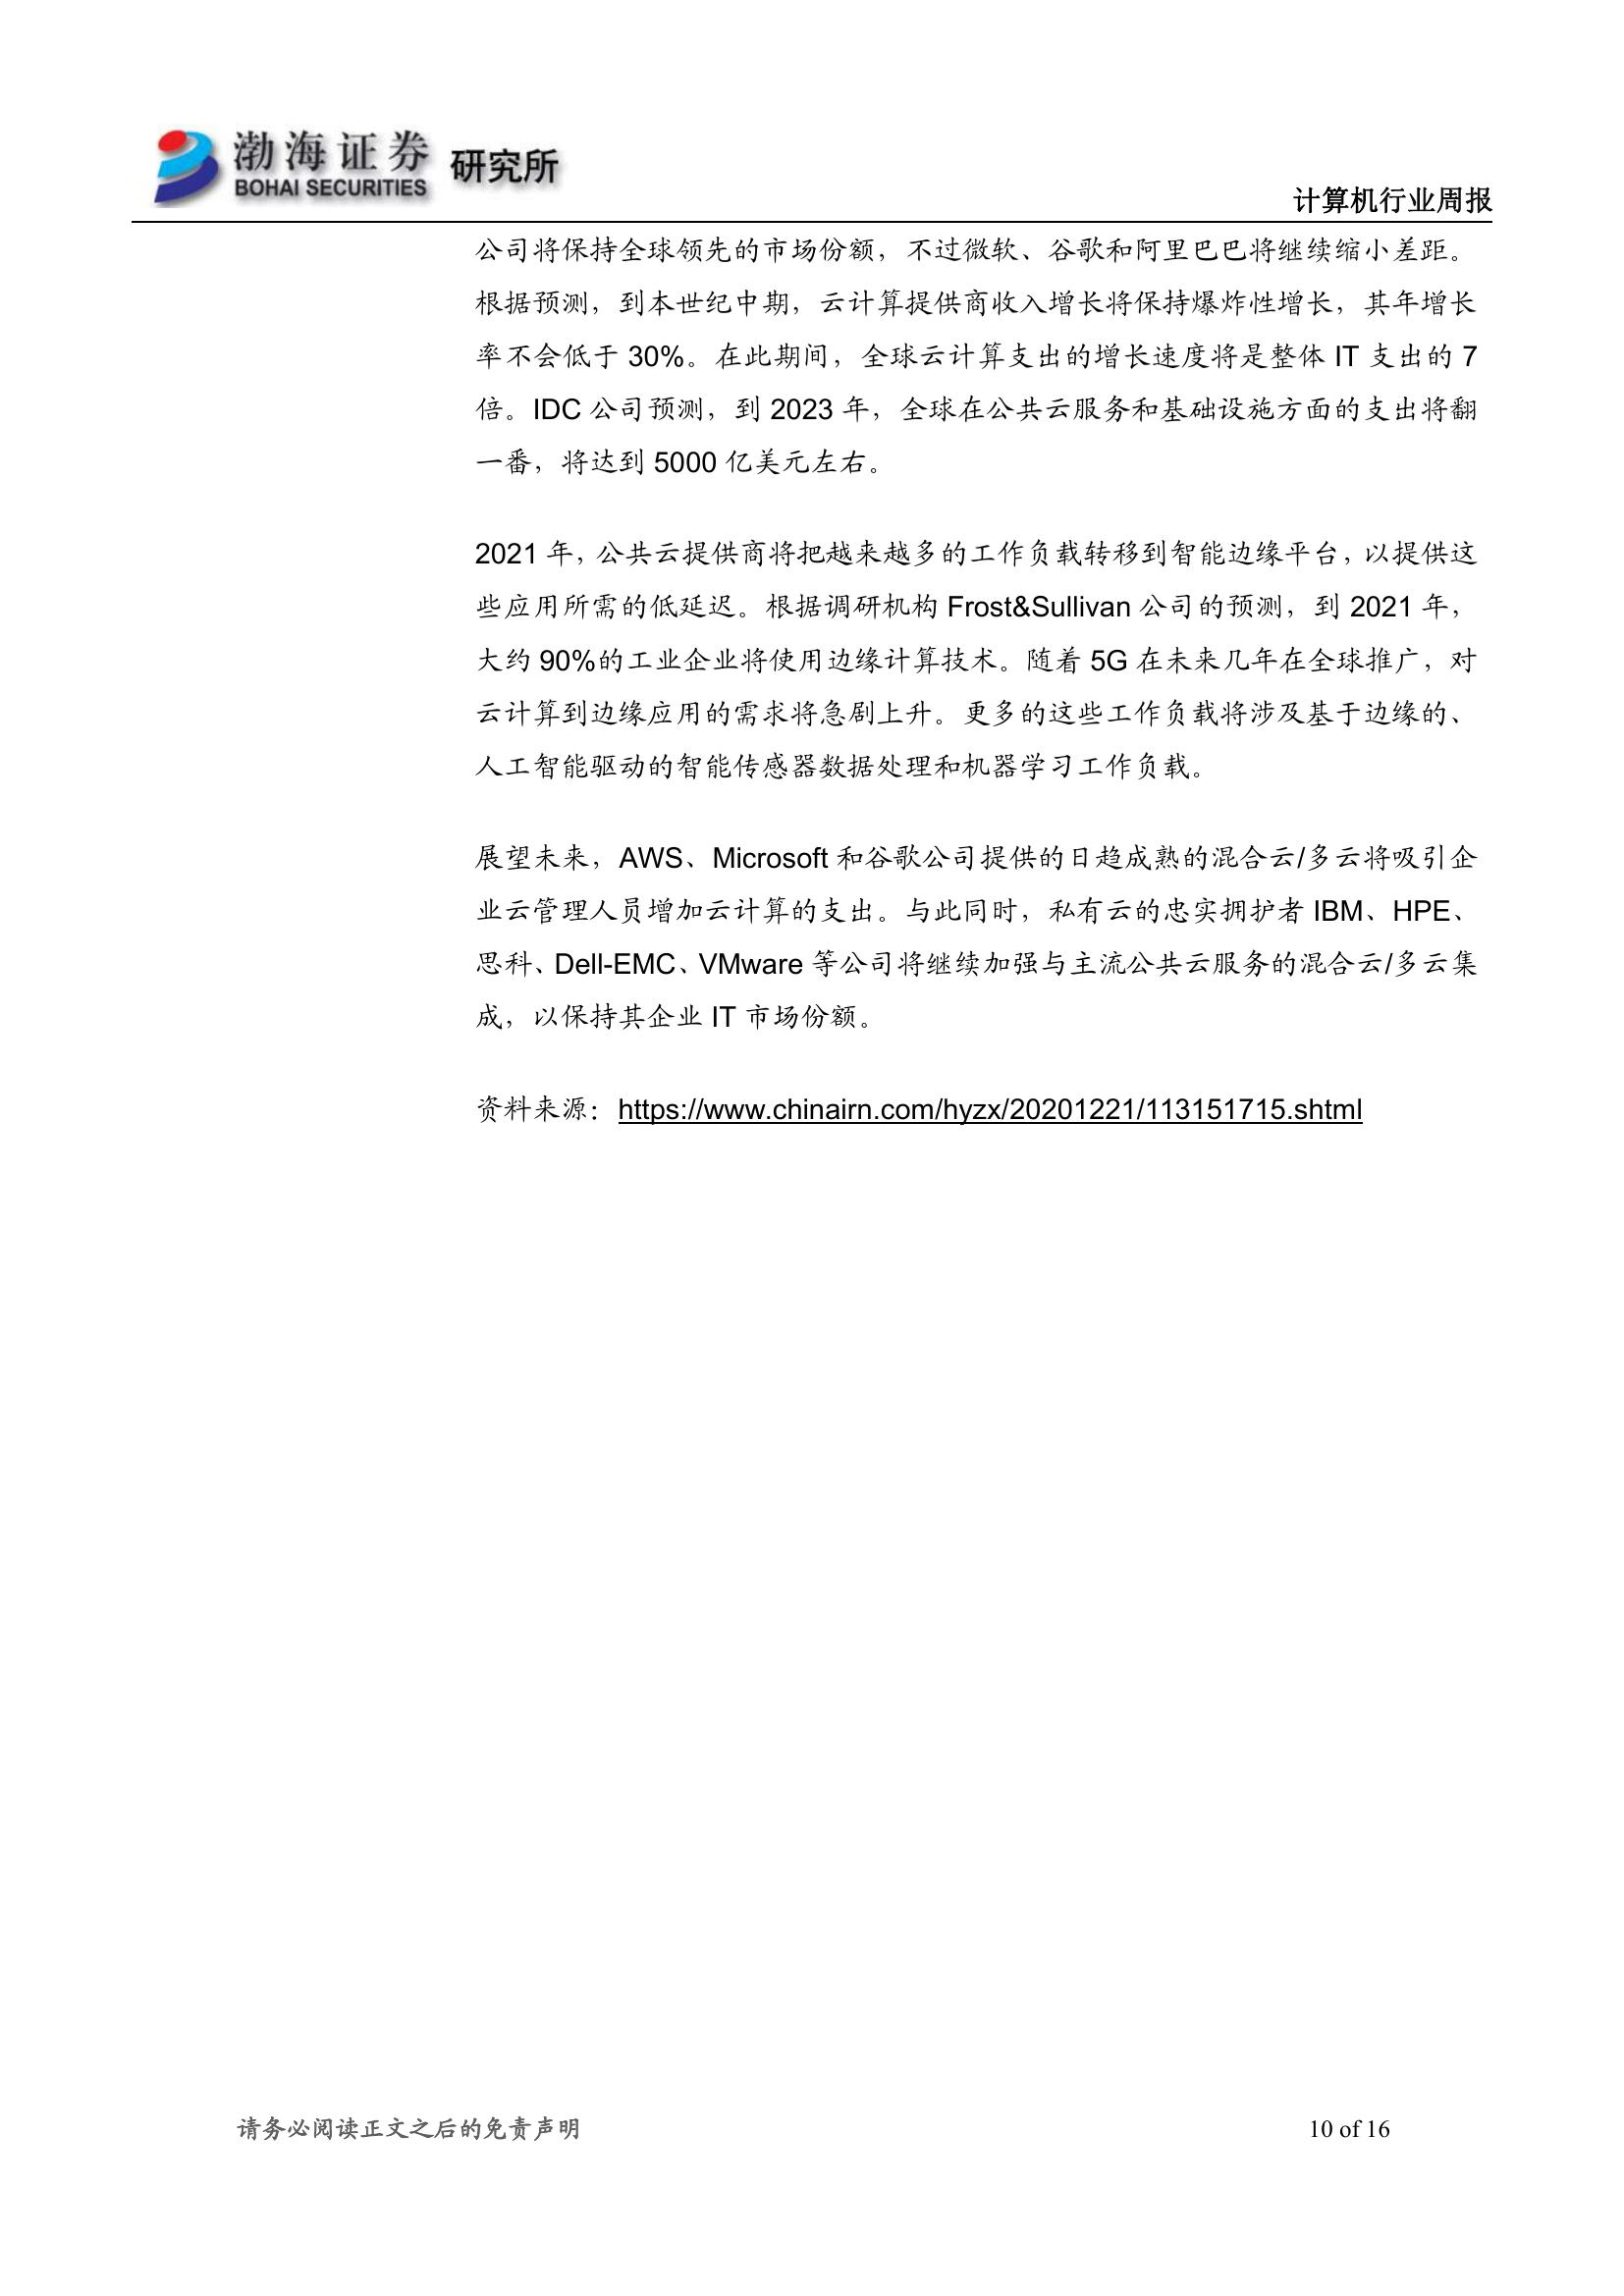 渤海证券 研究所
BOHAI SECURITIES
计算机行业周报
公司将保持全球领先的市场份额，不过微软、谷歌和阿里巴巴将继续缩小差距。
根据预测，到本世纪中期，云计算提供商收入增长将保持爆炸性增长，其年增长
率不会低于 30%。在此期间，全球云计算支出的增长速度将是整体 IT 支出的 7
倍。IDC 公司预测，到 2023 年，全球在公共云服务和基础设施方面的支出将翻
一番，将达到 5000 亿美元左右。
2021 年，公共云提供商将把越来越多的工作负载转移到智能边缘平台，以提供这
些应用所需的低延迟。根据调研机构 Frost&Sullivan 公司的预测，到 2021 年，
大约 90%的工业企业将使用边缘计算技术。随着 5G 在未来几年在全球推广，对
云计算到边缘应用的需求将急剧上升。更多的这些工作负载将涉及基于边缘的、
人工智能驱动的智能传感器数据处理和机器学习工作负载。
展望未来，AWS、Microsoft 和谷歌公司提供的日趋成熟的混合云/多云将吸引企
业云管理人员增加云计算的支出。与此同时，私有云的忠实拥护者 IBM、HPE、
思科、Dell-EMC、VMware 等公司将继续加强与主流公共云服务的混合云/多云集
成，以保持其企业 IT 市场份额。
资料来源：https://www.chinairn.com/hyzx/20201221/113151715.shtml
请务必阅读正文之后的免责声明
10 of 16